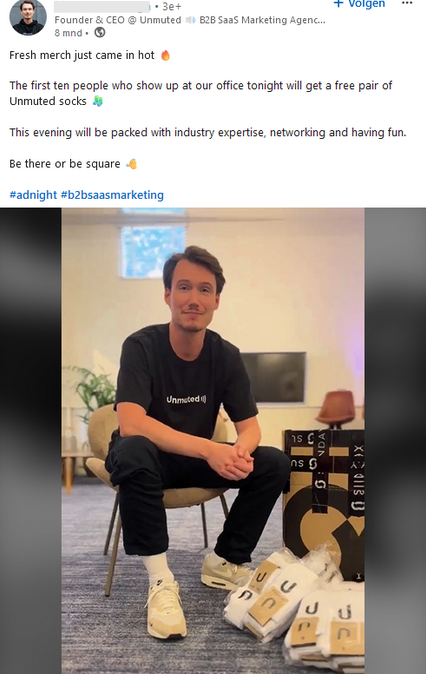 • 3e+
+ Volgen
Founder & CEO @ Unmuted 🔊 B2B SaaS Marketing Agenc...
8 mnd •
Fresh merch just came in hot 🔥
The first ten people who show up at our office tonight will get a free pair of
Unmuted socks 🧦
This evening will be packed with industry expertise, networking and having fun.
Be there or be square 🤙
#adnight #b2bsaasmarketing
Unmuted